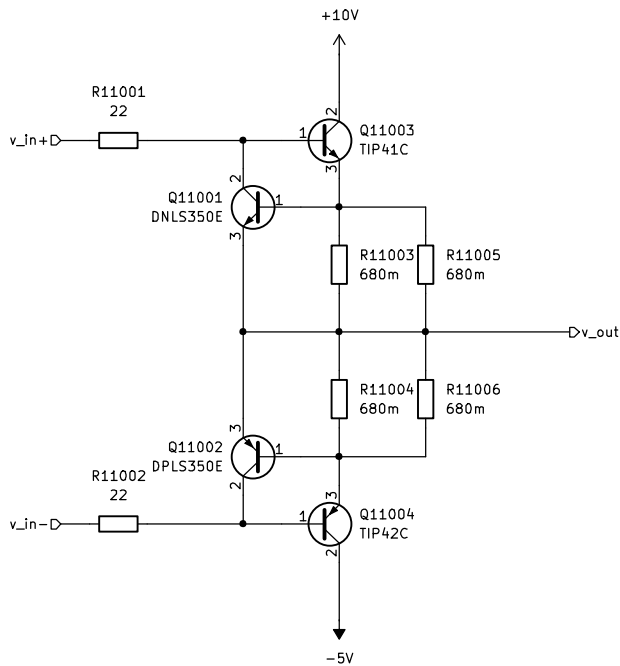 +10V
R11001
22
v_in+
1
2
Q11003
TIP41C
3
2
Q11001
DNLS350E
1
3
R11003
680m
R11005
680m
v_out
R11004
680m
R11006
680m
3
Q11002
DPLS350E
1
2
R11002
22
v_in−
1
3
Q11004
TIP42C
2
−5V